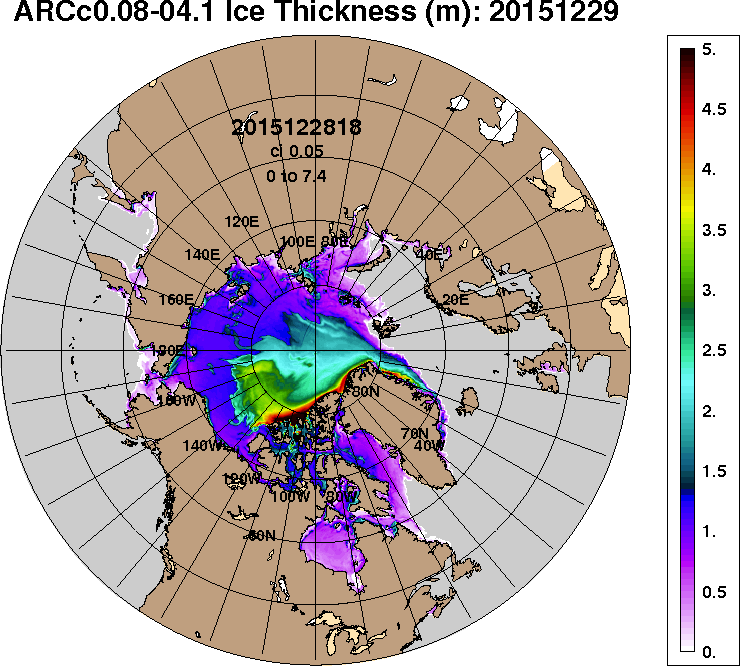 ARCc0.08-04.1 Ice Thickness (m): 20151229
2015122818
ci 0.05
0 to 7.4
120E
100E
80E
140E
40E
160E
20E
180E
160W
80N
70N
140W
40W
120W
100W
80W
60N
5.
4.5
4.
3.5
3.
2.5
2.
1.5
1.
0.5
0.